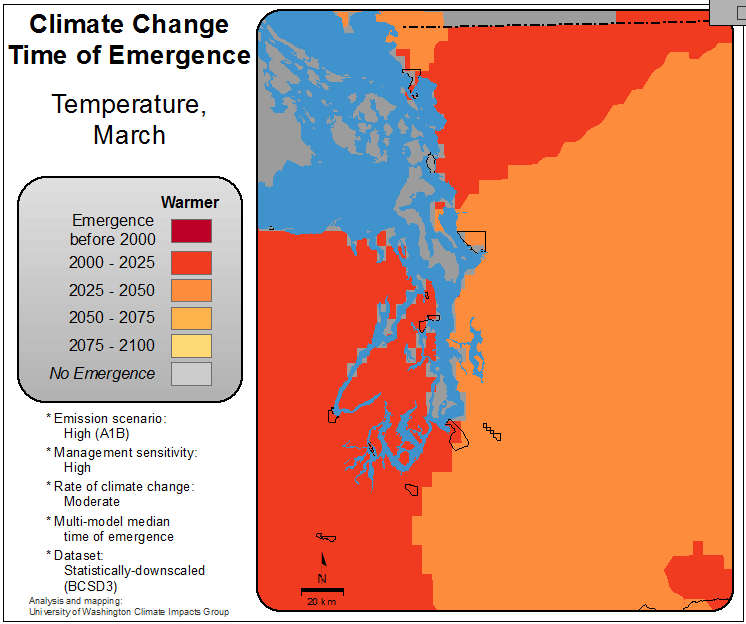 Climate Change
Time of Emergence
Temperature,
March
Warmer
Emergence
before 2000
2000 - 2025
2025 - 2050
2050 - 2075
2075 - 2100
No Emergence
* Emission scenario:
High (A1B)
* Management sensitivity:
High
* Rate of climate change:
Moderate
* Multi-model median
time of emergence
* Dataset:
Statistically-downscaled
(BCSD3)
Analysis and mapping:
University of Washington Climate Impacts Group
N
20 km